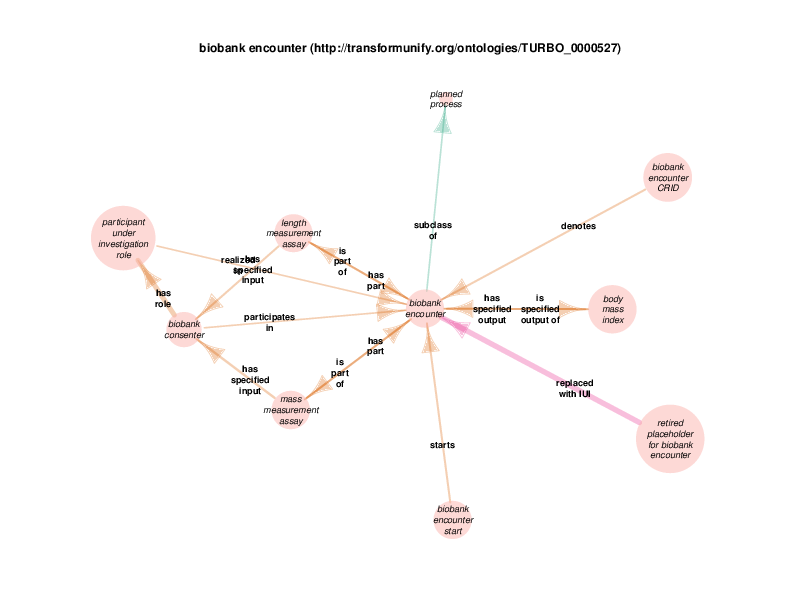 biobank encounter (http://transformunify.org/ontologies/TURBO_0000527)
planned
process
biobank
encounter
CRID
participant
under
investigation
role
length
measurement
assay
subclass
of
denotes
is
part
of
has
specified
input
has
part
has
role
biobank
encounter
has
specified
output
is
specified
output of
body
mass
index
biobank
consenter
participates
in
has
part
is
part
of
has
specified
input
replaced
with IUI
mass
measurement
assay
retired
placeholder
for biobank
encounter
starts
biobank
encounter
start